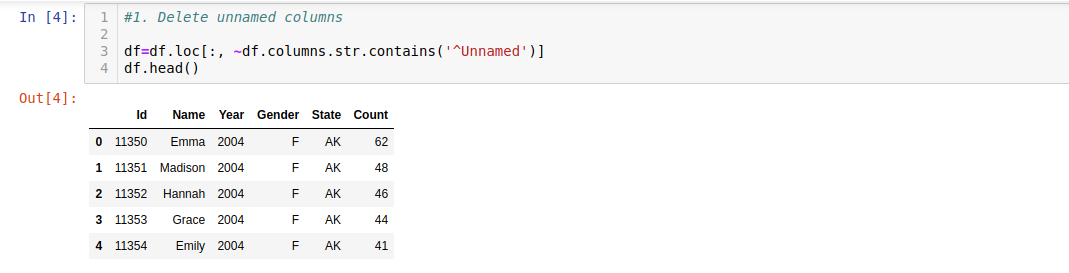 In [4]:
1 #1. Delete unnamed columns
2
3 df=df.loc[:, ~df.columns.str.contains('^Unnamed')]
4 df.head()
Out[4]:
Id Name Year Gender State Count
0 11350 Emma 2004 F AK 62
1 11351 Madison 2004 F AK 48
2 11352 Hannah 2004 F AK 46
3 11353 Grace 2004 F AK 44
4 11354 Emily 2004 F AK 41